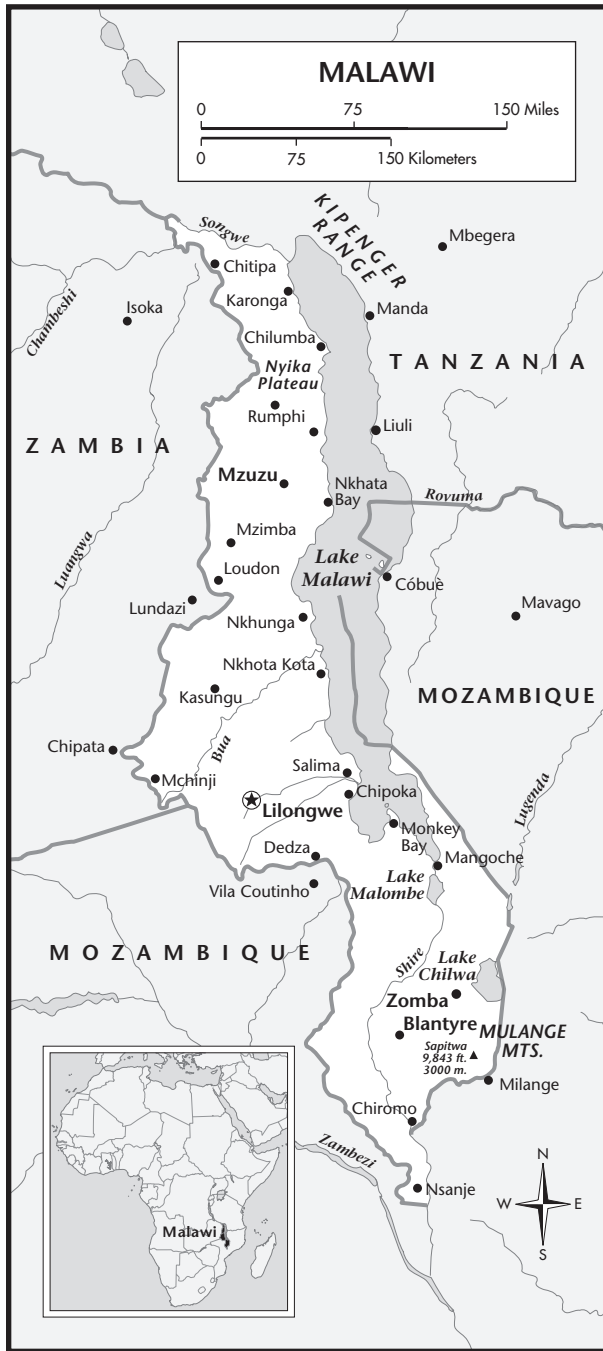 MALAWI
0 75 150 Miles
0 75 150 Kilometers
KIPENGER
RANGE
Songwe
Mbegera
Chitipa
Karonga
Isoka
Chambeshi
Manda
Chilumba
TANZANIA
Nyika
Plateau
Rumphi
Liuli
ZAMBIA
Mzuzu
Nkhata
Bay
Rovuma
Luangwa
Mzimba
Lake
Malawi
Loudon
Cóbuè
Lundazi
Mavago
Nkhunga
Nkhota Kota
Kasungu
MOZAMBIQUE
Chipata
Bua
Salima
Mchinji
Chipoka
Lilongwe
Lugenda
Monkey
Bay
Dedza
Mangoche
Vila Coutinho
Lake
Malombe
MOZAMBIQUE
Shire
Lake
Chilwa
Zomba
Blantyre
MULANGE
MTS.
Sapitwa
9,843 ft.
3000 m.
Milange
Chiromo
Zambezi
Nsanje
N
W E
S
Malawi